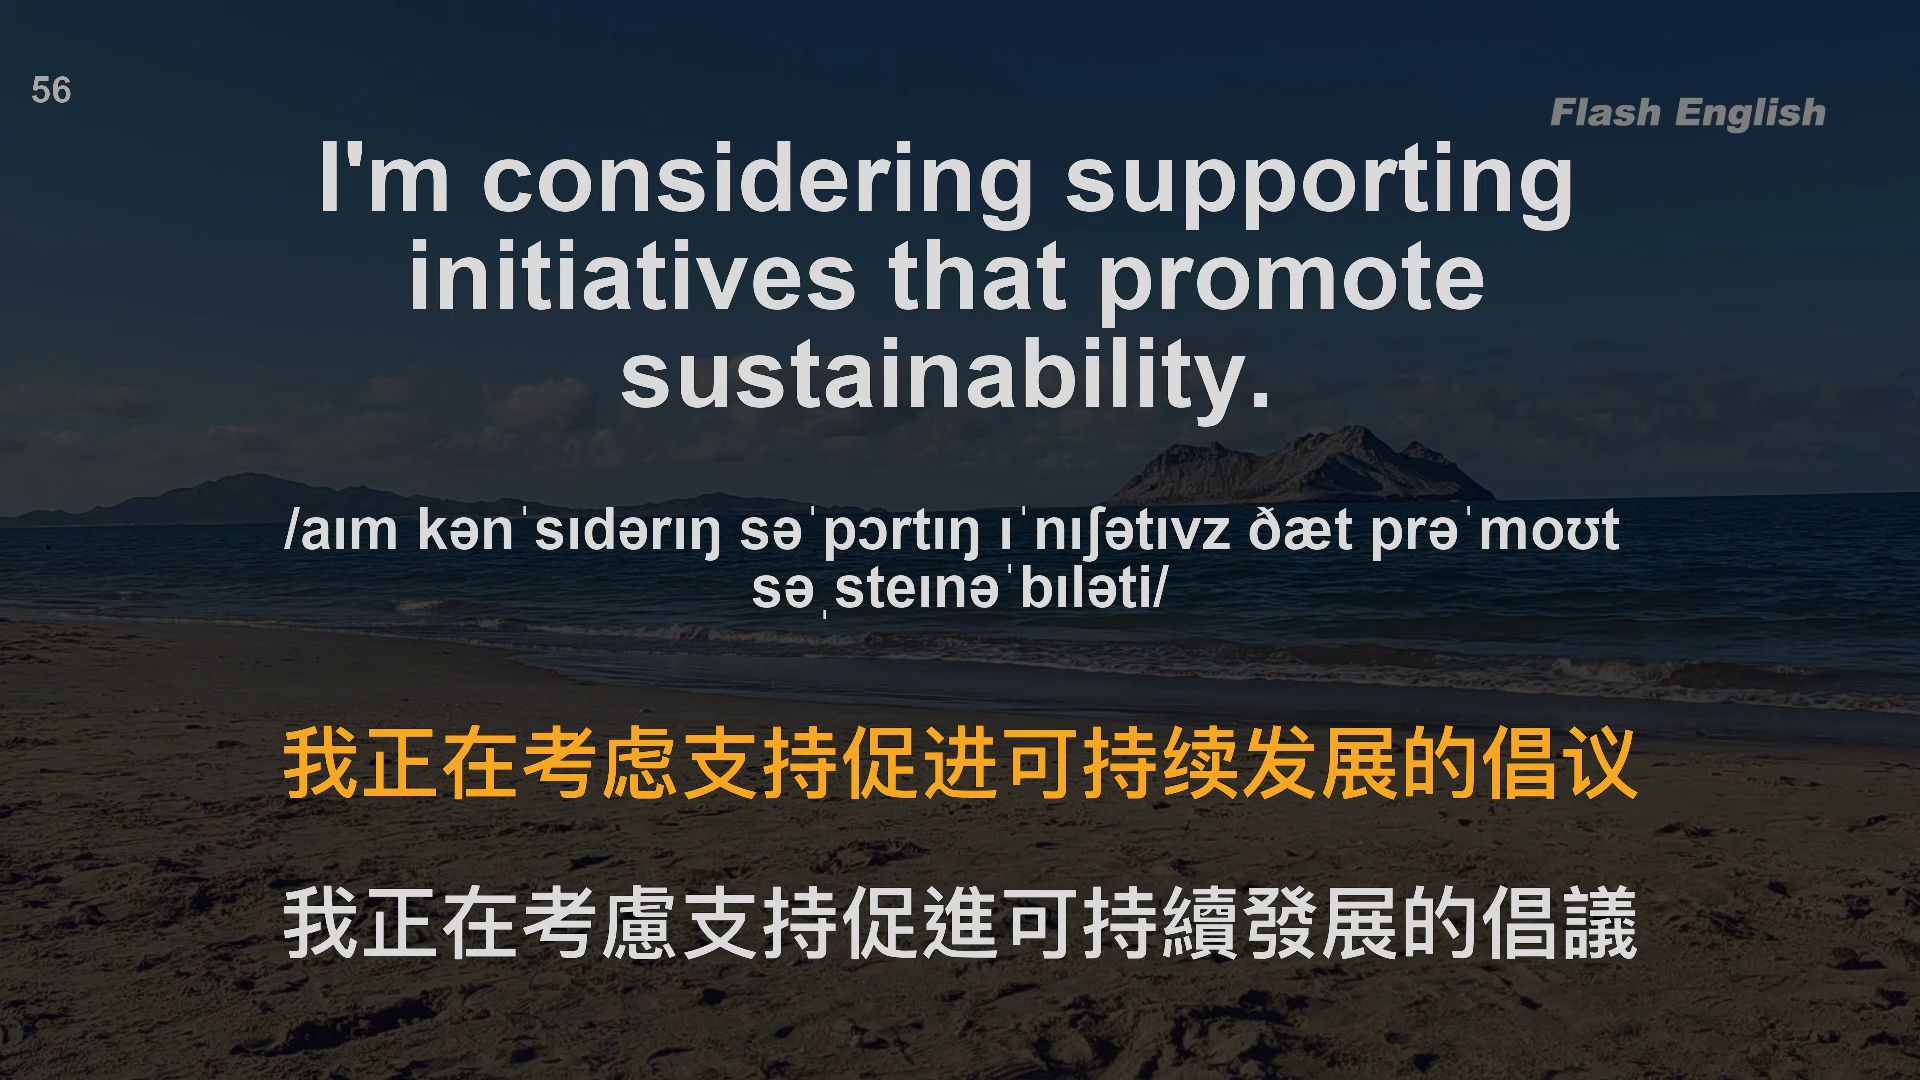 56
Flash English
I'm considering supporting
initiatives that promote
sustainability.
/aɪm kənˈsɪdərɪŋ səˈpɔrtɪŋ ɪˈnɪʃətɪvz ðæt prəˈmoʊt
səˌsteɪnəˈbɪləti/
我正在考虑支持促进可持续发展的倡议
我正在考慮支持促進可持續發展的倡議